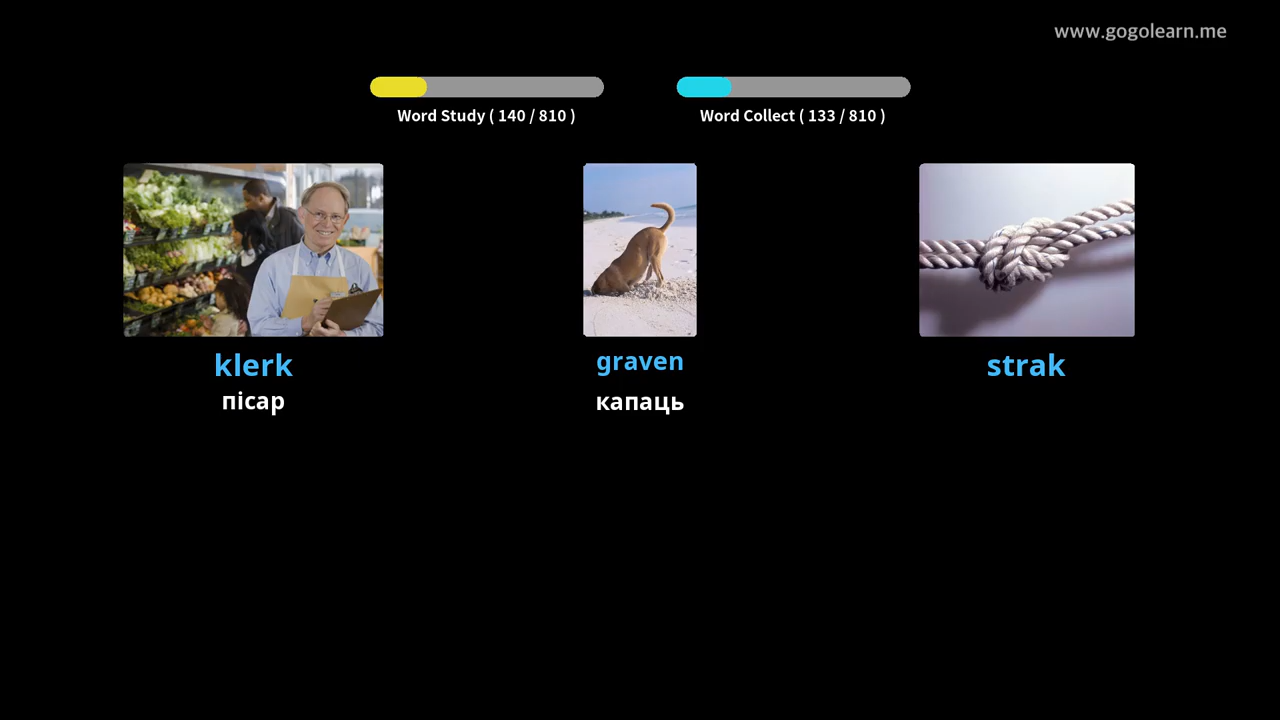 www.gogolearn.me
Word Study ( 140 / 810 )
Word Collect ( 133 / 810 )
klerk
пісар
graven
капаць
strak